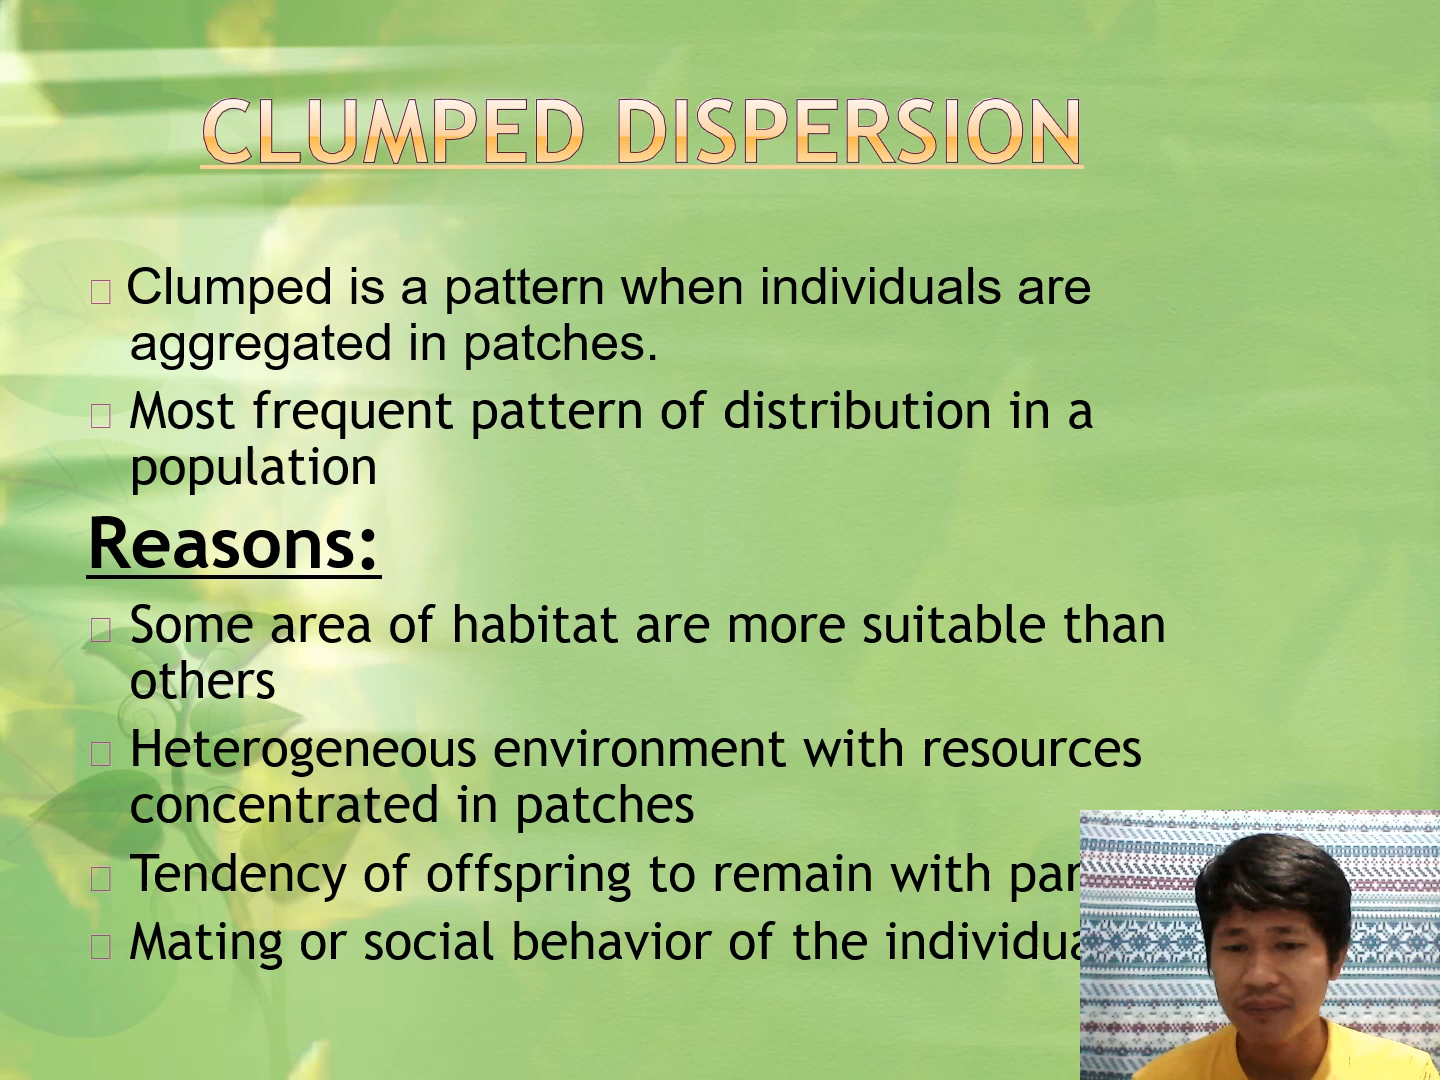 CLUMPED DISPERSION
Clumped is a pattern when individuals are
aggregated in patches.
Most frequent pattern of distribution in a
population
Reasons:
Some area of habitat are more suitable than
others
Heterogeneous environment with resources
concentrated in patches
Tendency of offspring to remain with
Mating or social behavior of the